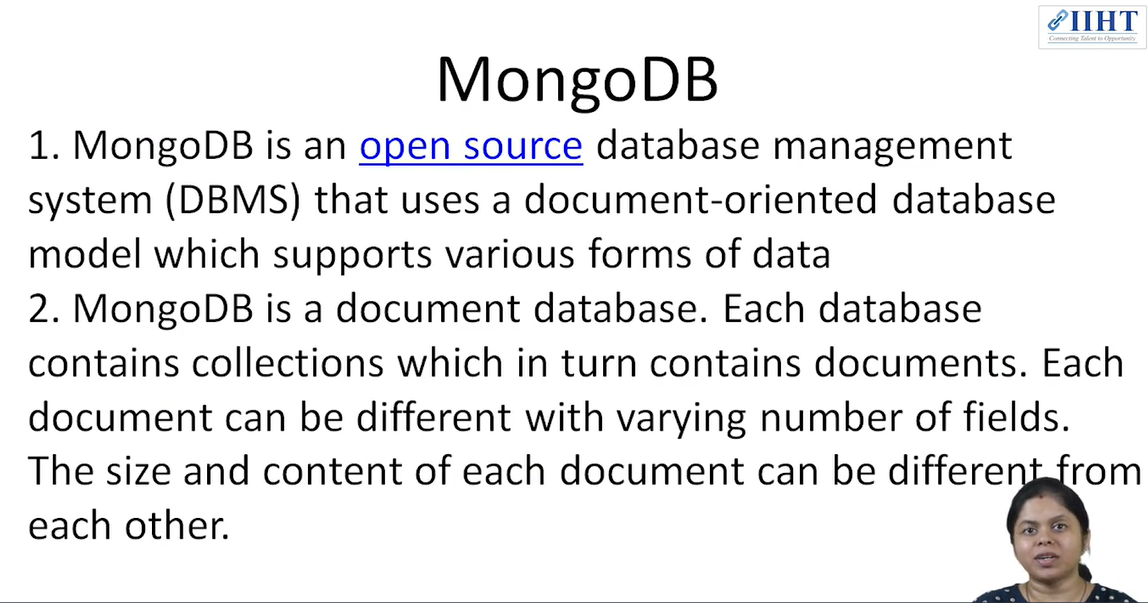 IIHT
Connecting Talent to Opportunity
MongoDB
1. MongoDB is an open source database management
system (DBMS) that uses a document-oriented database
model which supports various forms of data
2. MongoDB is a document database. Each database
contains collections which in turn contains documents. Each
document can be different with varying number of fields.
The size and content of each document can be different from
each other.